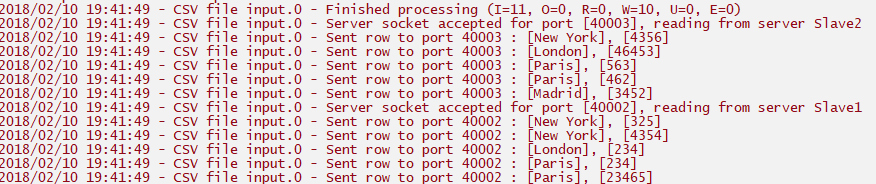 2018/02/10 19:41:49 - CSV file input.0 - Finished processing (I=11, O=0, R=0, W=10, U=0, E=0)
2018/02/10 19:41:49 - CSV file input.0 - Server socket accepted for port [40003], reading from server Slave2
2018/02/10 19:41:49 - CSV file input.0 - Sent row to port 40003 : [New York], [4356]
2018/02/10 19:41:49 - CSV file input.0 - Sent row to port 40003 : [London], [46453]
2018/02/10 19:41:49 - CSV file input.0 - Sent row to port 40003 : [Paris], [563]
2018/02/10 19:41:49 - CSV file input.0 - Sent row to port 40003 : [Paris], [462]
2018/02/10 19:41:49 - CSV file input.0 - Sent row to port 40003 : [Madrid], [3452]
2018/02/10 19:41:49 - CSV file input.0 - Server socket accepted for port [40002], reading from server Slave1
2018/02/10 19:41:49 - CSV file input.0 - Sent row to port 40002 : [New York], [325]
2018/02/10 19:41:49 - CSV file input.0 - Sent row to port 40002 : [New York], [4354]
2018/02/10 19:41:49 - CSV file input.0 - Sent row to port 40002 : [London], [234]
2018/02/10 19:41:49 - CSV file input.0 - Sent row to port 40002 : [Paris], [234]
2018/02/10 19:41:49 - CSV file input.0 - Sent row to port 40002 : [Paris], [23465]